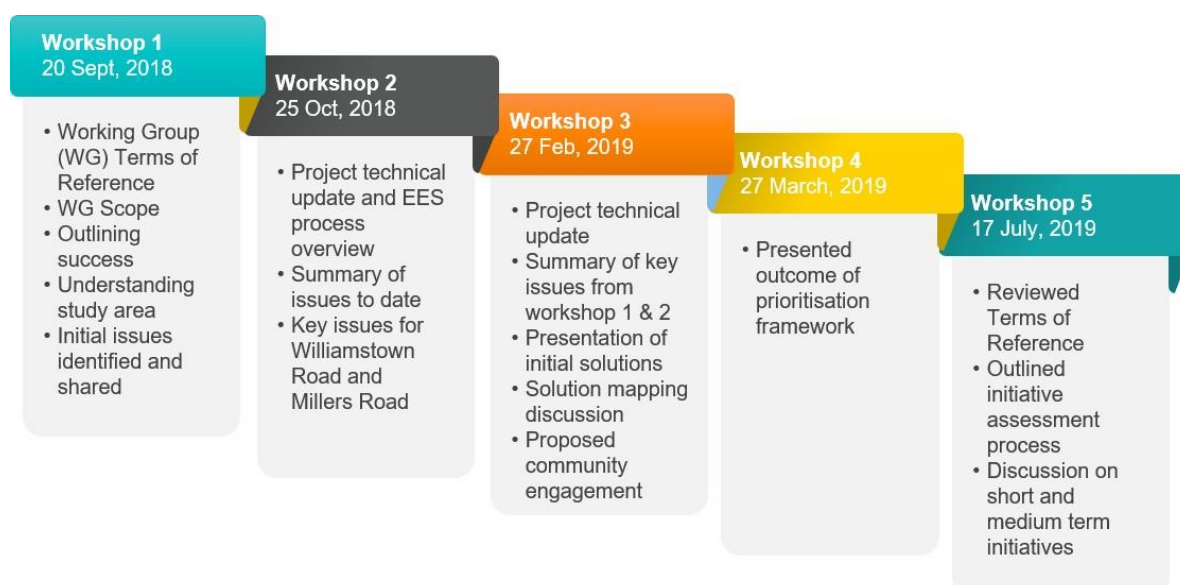 Workshop 1
20 Sept, 2018
• Working Group
(WG) Terms of
Reference
• WG Scope
• Outlining
success
• Understanding
study area
• Initial issues
identified and
shared
Workshop 2
25 Oct, 2018
• Project technical
update and EES
process
overview
• Summary of
issues to date
• Key issues for
Williamstown
Road and
Millers Road
Workshop 3
27 Feb, 2019
• Project technical
update
• Summary of key
issues from
workshop 1 & 2
• Presentation of
initial solutions
• Solution mapping
discussion
• Proposed
community
engagement
Workshop 4
27 March, 2019
• Presented
outcome of
prioritisation
framework
Workshop 5
17 July, 2019
• Reviewed
Terms of
Reference
• Outlined
initiative
assessment
process
• Discussion on
short and
medium term
initiatives